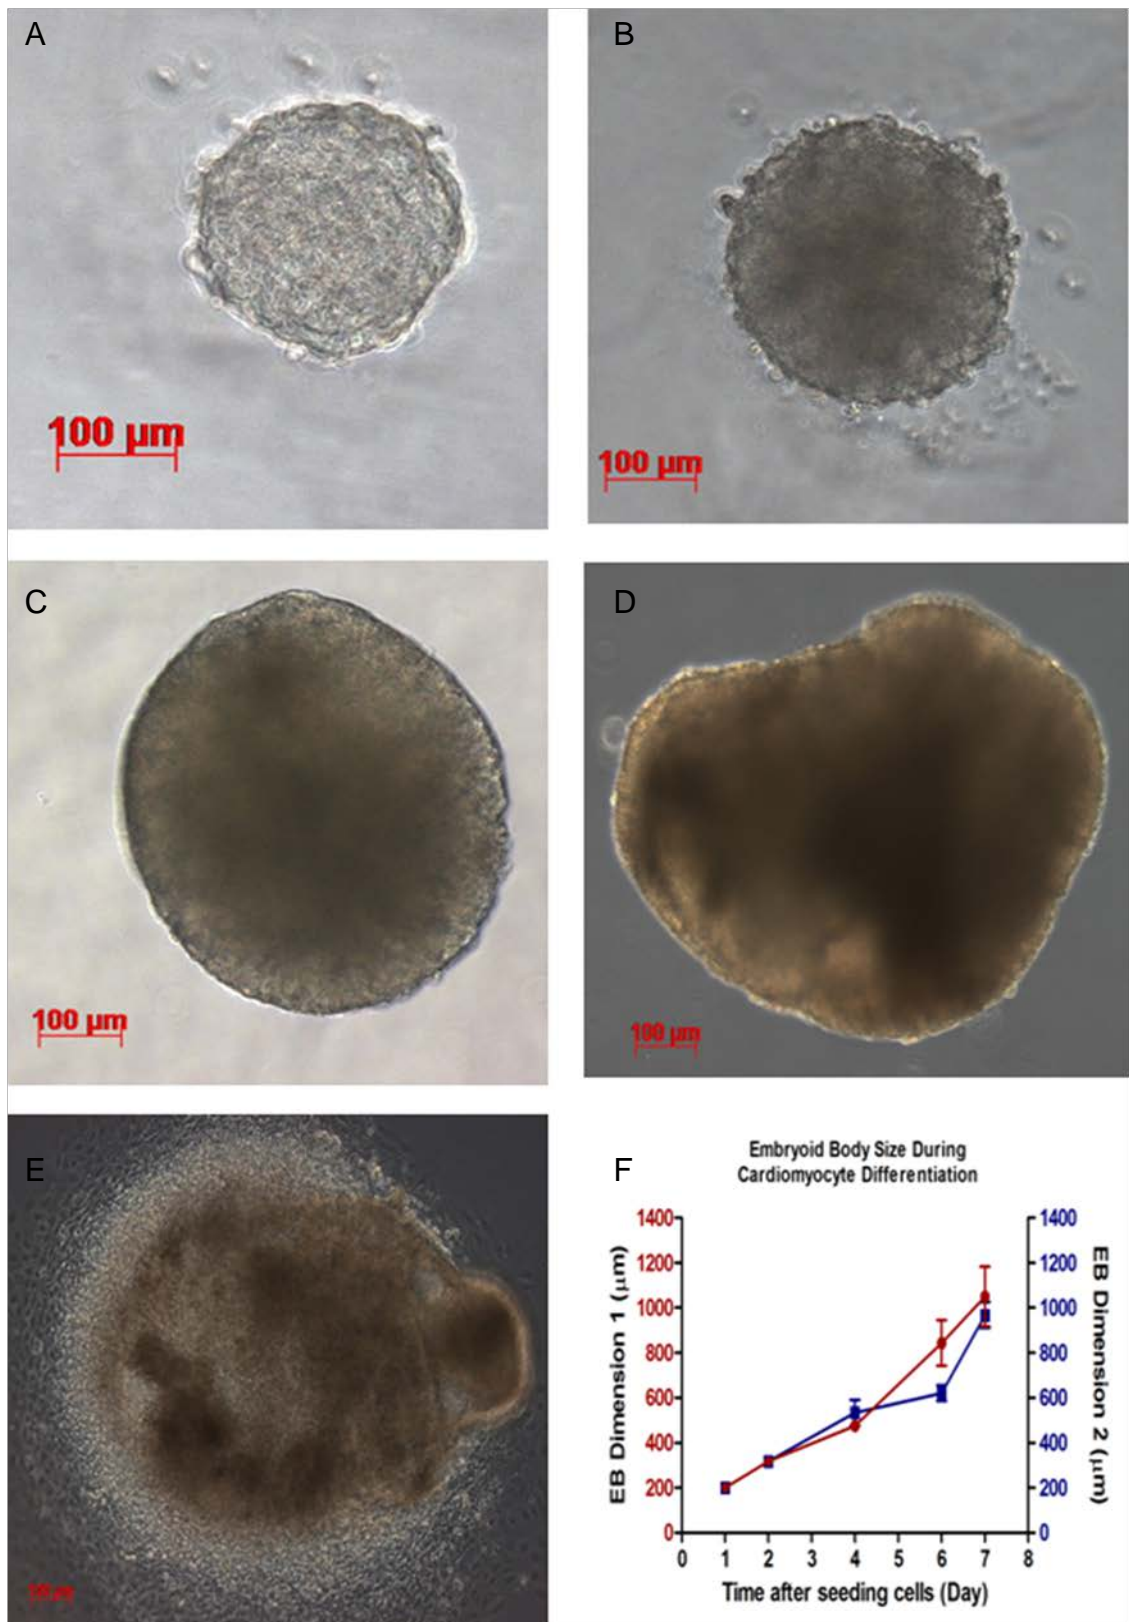 A
B
100 µm
100 µm
C
D
100 µm
100 µm
E
F
Embryoid Body Size During
Cardiomyocyte Differentiation
EB Dimension 1 (µm)
1400
1200
1000
800
600
400
200
0
1400
1200
1000
800
600
400
200
0
EB Dimension 2 (µm)
0 1 2 3 4 5 6 7 8
Time after seeding cells (Day)